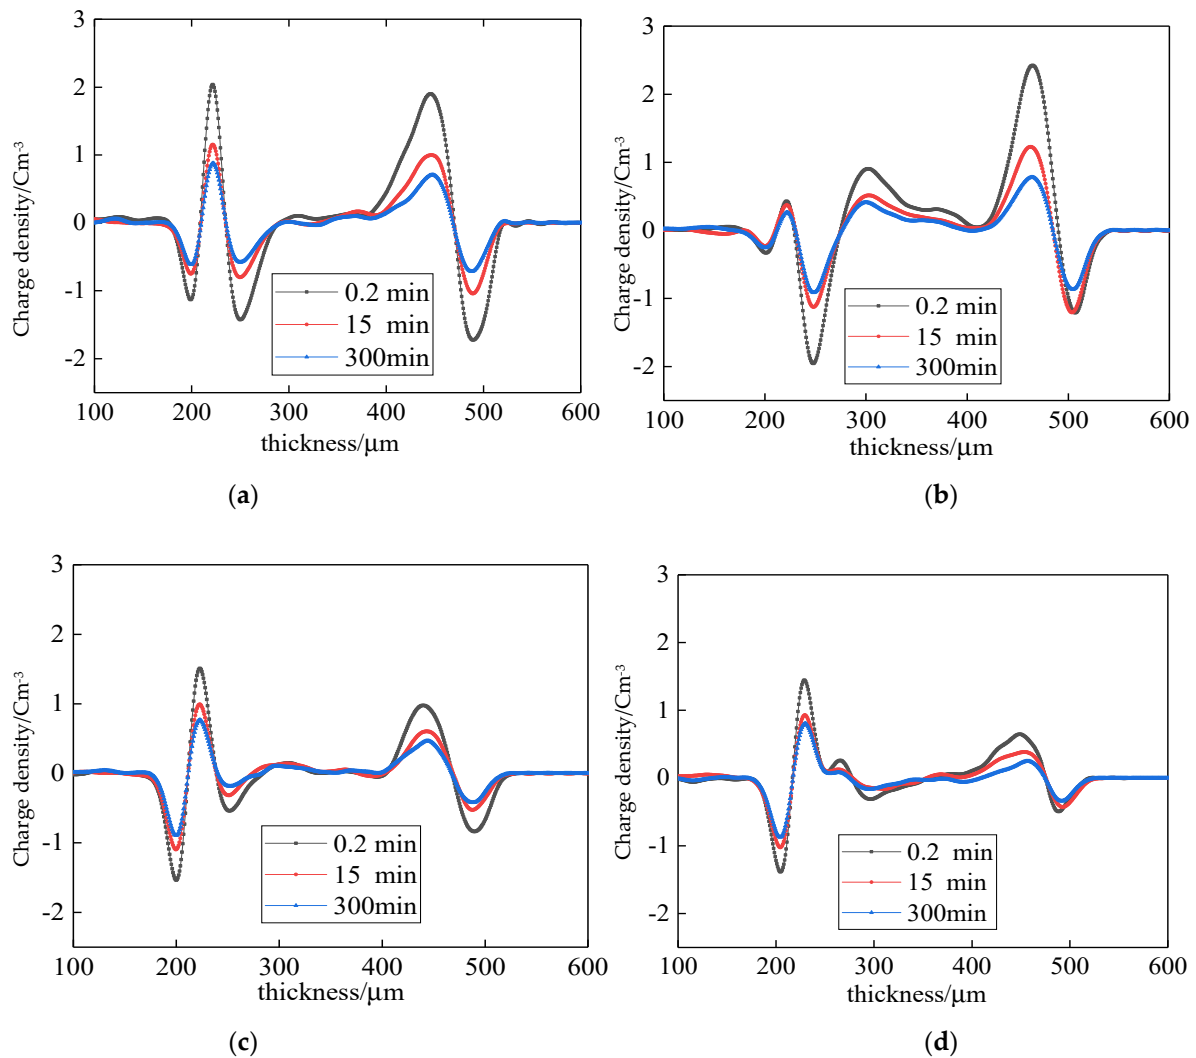 3
2
1
0
-1
-2
Charge density/Cm-3
0.2 min
15 min
300min
100 200 300 400 500 600
thickness/μm
(a)
3
2
1
0
-1
-2
Charge density/Cm-3
0.2 min
15 min
300min
100 200 300 400 500 600
thickness/μm
(b)
3
2
1
0
-1
-2
Charge density/Cm-3
0.2 min
15 min
300min
100 200 300 400 500 600
thickness/μm
(c)
3
2
1
0
-1
-2
Charge density/Cm-3
0.2 min
15 min
300min
100 200 300 400 500 600
thickness/μm
(d)